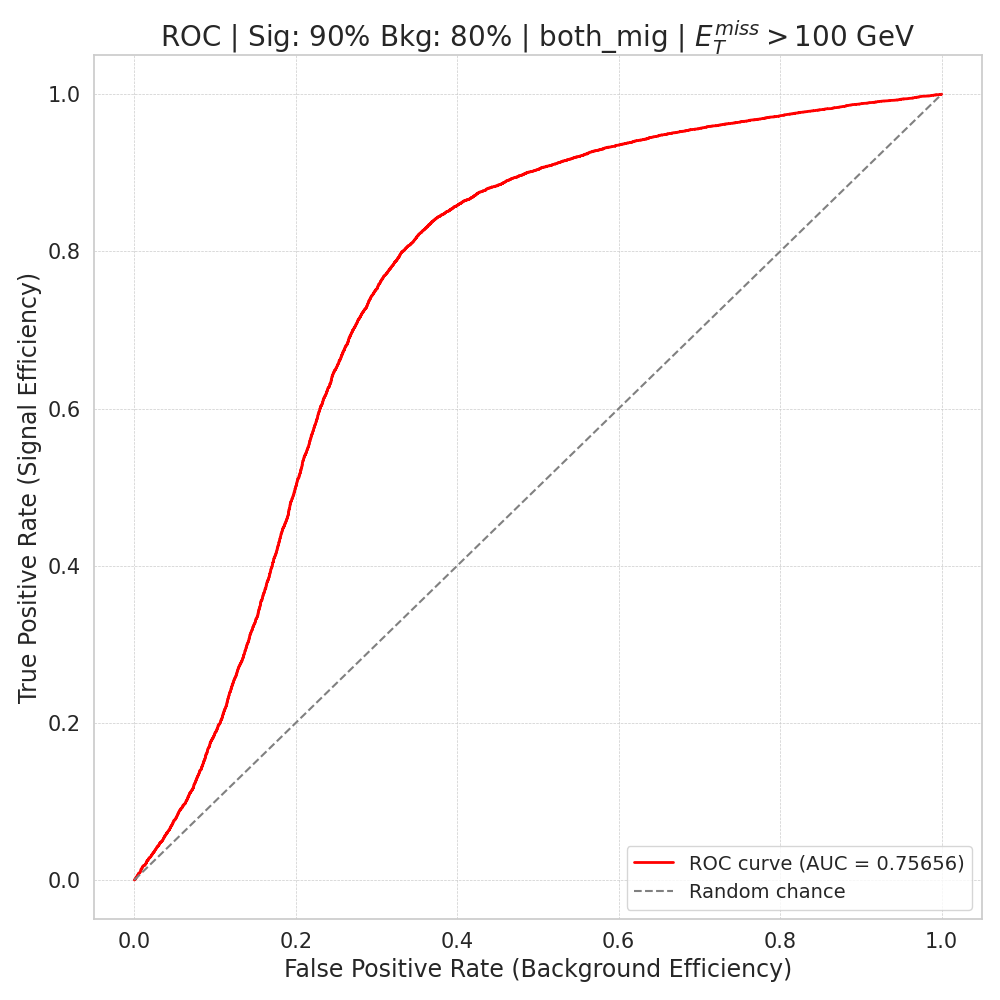 ROC | Sig: 90% Bkg: 80% | both_mig | $E_T^{miss}$ > 100 GeV
1.0
0.8
0.6
0.4
0.2
0.0
True Positive Rate (Signal Efficiency)
ROC curve (AUC = 0.75656)
Random chance
0.0 0.2 0.4 0.6 0.8 1.0
False Positive Rate (Background Efficiency)